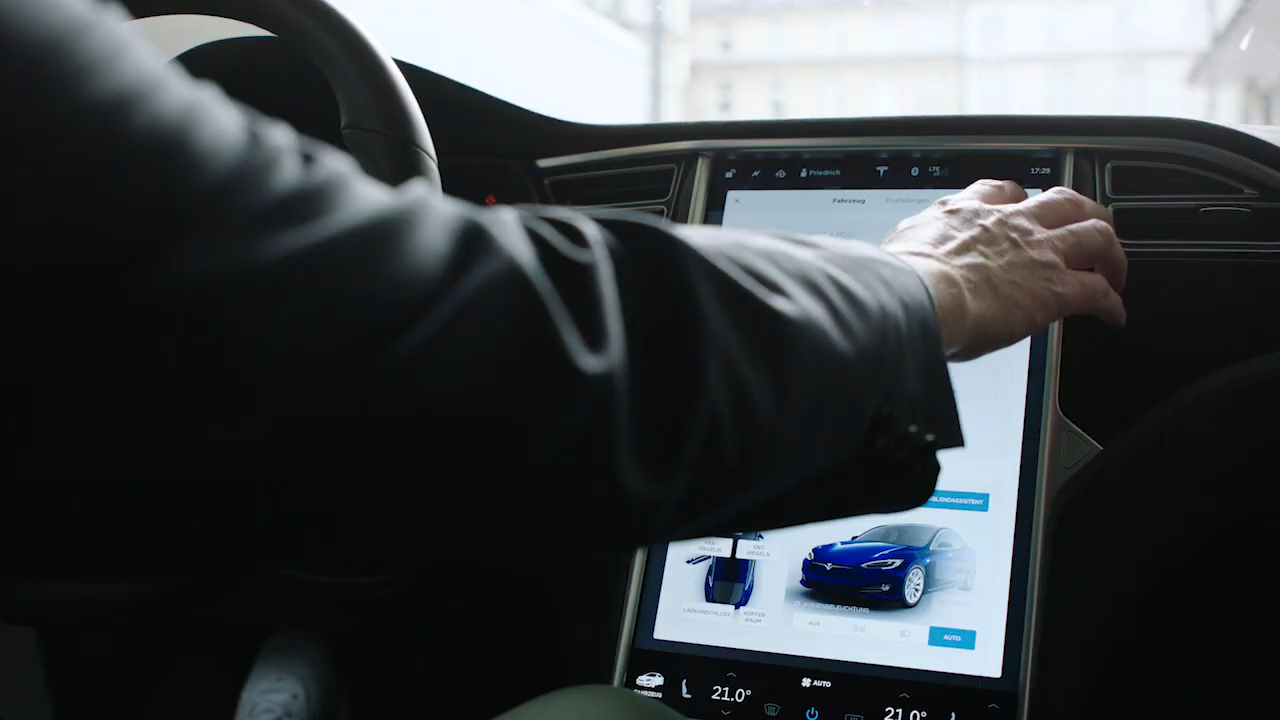 Friedrich LTE 17:29
Fahrzeug Einstellungen
BLENDASSISTENT
VER-
RIEGELN
ENT-
RIEGELN
LADEANSCHLUSS
KOFFER
RAUM
AUSSENBELEUCHTUNG
AUS AUTO
FAHRZEUG
21.0°
AUTO
21.0°